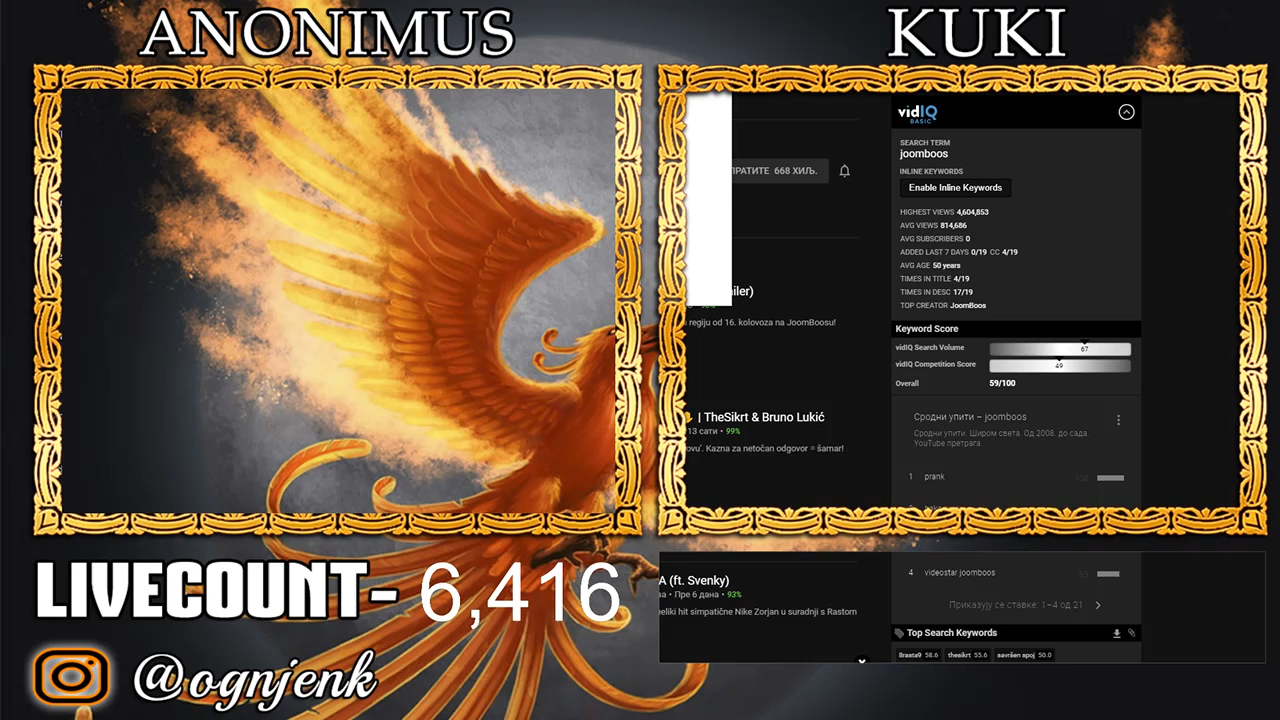 ANONIMUS
KUKI
vidIQ
BASIC
SEARCH TERM
joomboos
INLINE KEYWORDS
Enable Inline Keywords
HIGHEST VIEWS 4,604,853
AVG VIEWS 814,686
AVG SUBSCRIBERS 0
ADDED LAST 7 DAYS 0/19 CC 4/19
AVG AGE 50 years
TIMES IN TITLE 4/19
TIMES IN DESC 17/19
TOP CREATOR JoomBoos
Keyword Score
vidIQ Search Volume
67
vidIQ Competition Score
49
Overall 59/100
Сродни упити – joomboos
Сродни упити. Широм света. Од 2008. до сада.
YouTube претрага.
1 prank 100
ПРАТИТЕ 668 ХИЉ.
iler)
regiju od 16. kolovoza na JoomBoosu!
| TheSikrt & Bruno Lukić
13 сати • 99%
ovu'. Kazna za netočan odgovor = šamar!
A (ft. Svenky)
ва • Пре 6 дана • 93%
eliki hit simpatične Nike Zorjan u suradnji s Rastom
4 videostar joomboos 93
Приказују се ставке: 1–4 од 21
Top Search Keywords
Brasta9 58.6 thesikrt 55.6 savršen spoj 50.0
LIVECOUNT- 6,416
@ognjenk